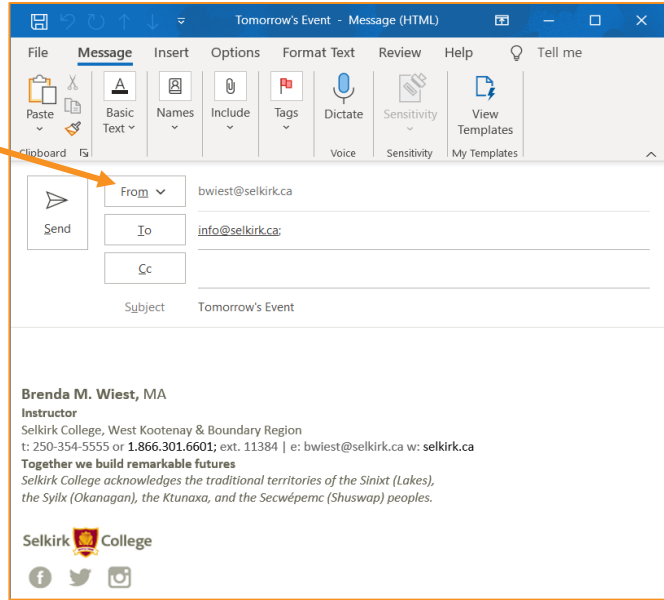 Tomorrow's Event - Message (HTML)
File Message Insert Options Format Text Review Help Tell me
Paste Basic Text Names Include Tags Dictate Sensitivity View Templates
Clipboard Voice Sensitivity My Templates
Send
From bwiest@selkirk.ca
To info@selkirk.ca;
Cc
Subject Tomorrow's Event
Brenda M. Wiest, MA
Instructor
Selkirk College, West Kootenay & Boundary Region
t: 250-354-5555 or 1.866.301.6601; ext. 11384 | e: bwiest@selkirk.ca w: selkirk.ca
Together we build remarkable futures
Selkirk College acknowledges the traditional territories of the Sinixt (Lakes),
the Syilx (Okanagan), the Ktunaxa, and the Secwépemc (Shuswap) peoples.
Selkirk College